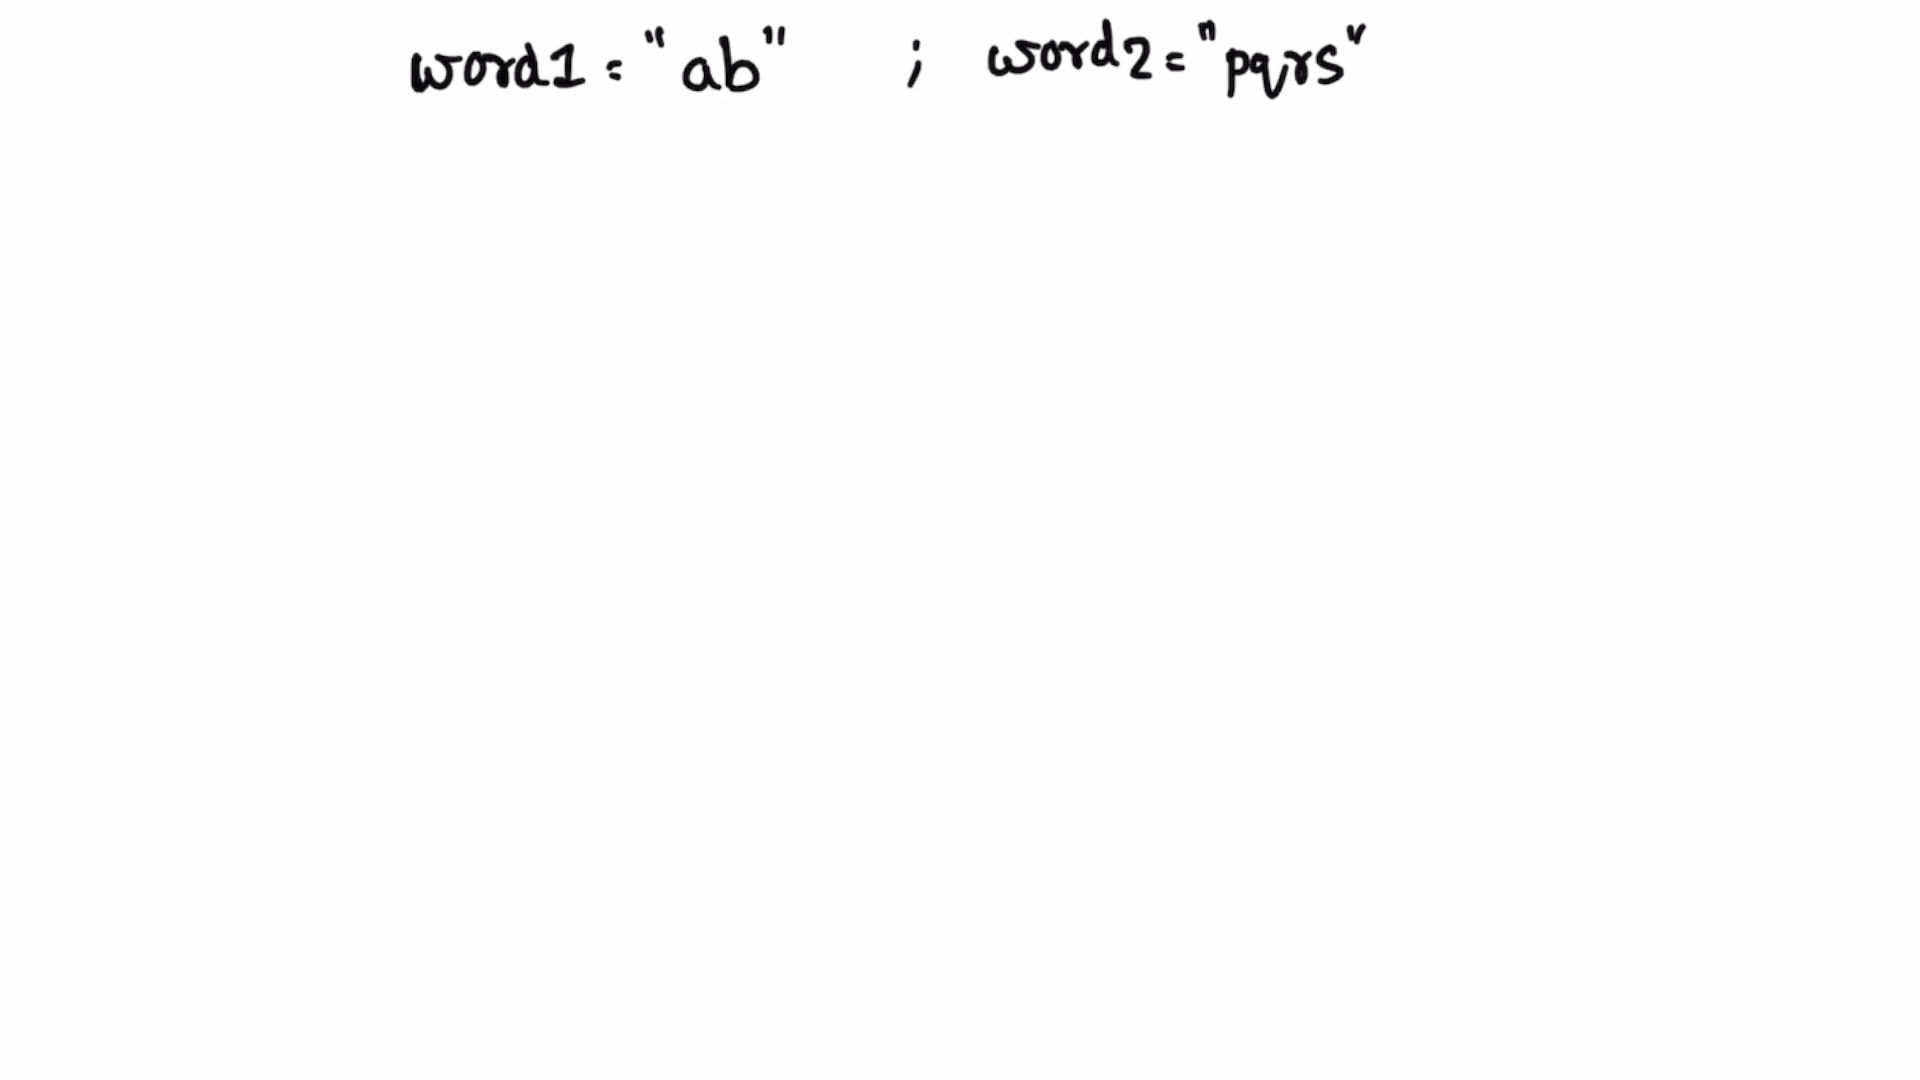 word1 = "ab" ; word2 = "pqrs"